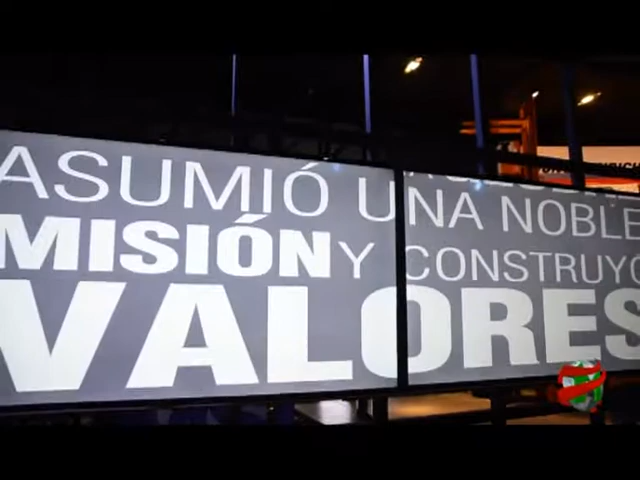 ASUMIÓ UNA NOBLE
MISIÓN Y CONSTRUYÓ
VALORES